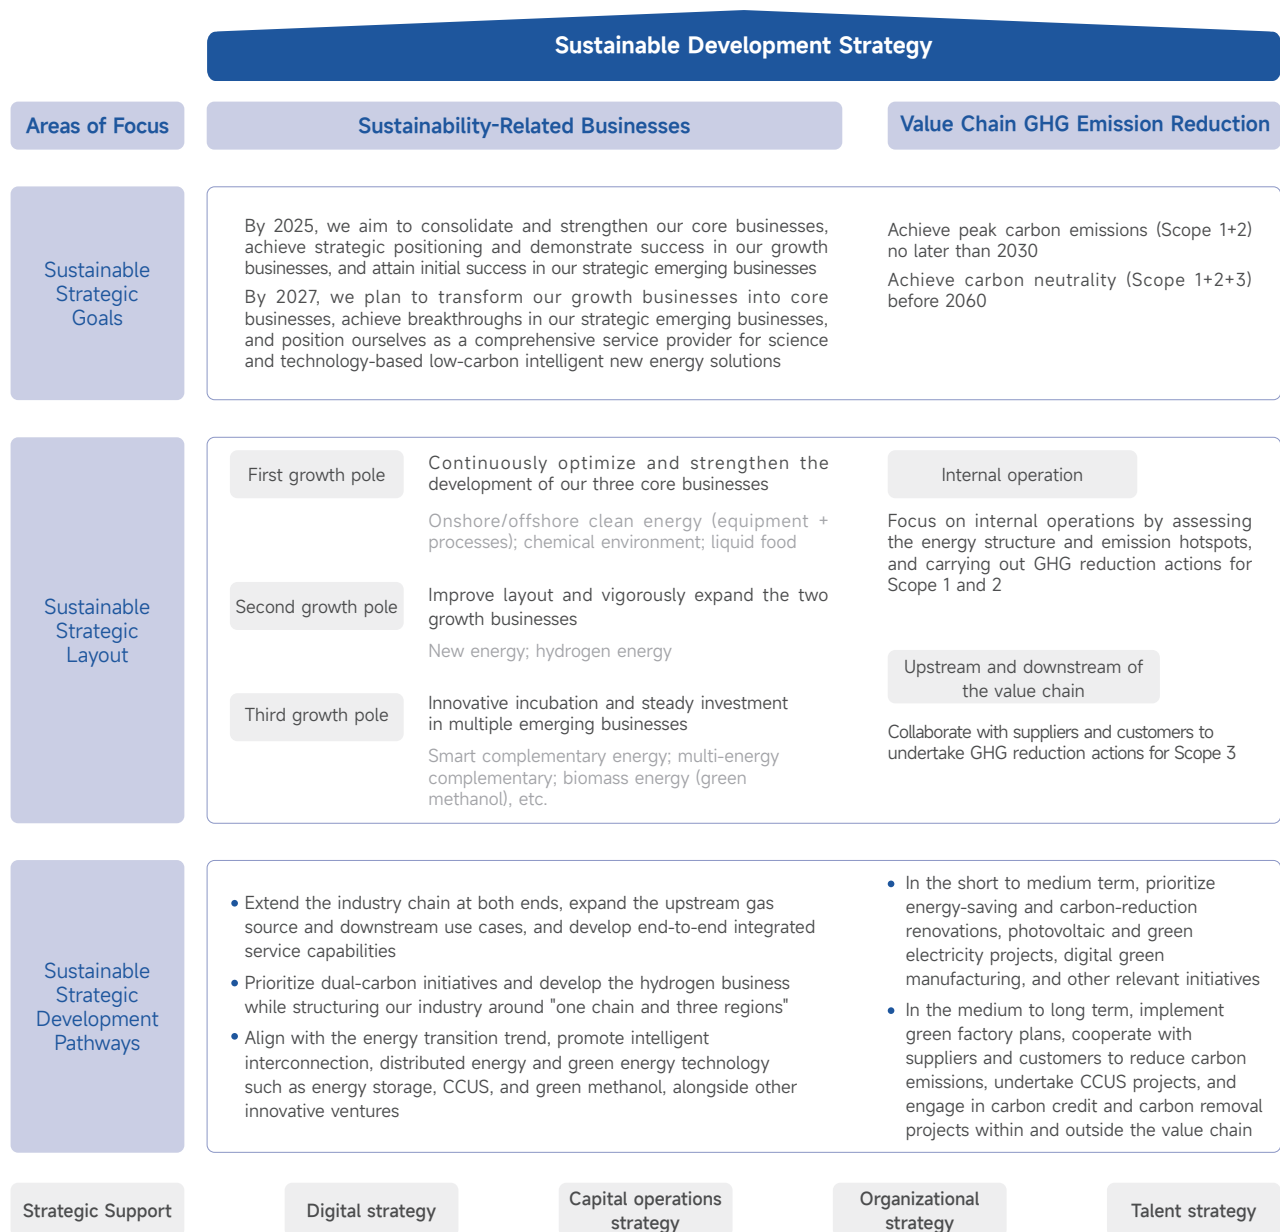 Sustainable Development Strategy
Areas of Focus
Sustainability-Related Businesses
Value Chain GHG Emission Reduction
Sustainable
Strategic
Goals
By 2025, we aim to consolidate and strengthen our core businesses,
achieve strategic positioning and demonstrate success in our growth
businesses, and attain initial success in our strategic emerging businesses
By 2027, we plan to transform our growth businesses into core
businesses, achieve breakthroughs in our strategic emerging businesses,
and position ourselves as a comprehensive service provider for science
and technology-based low-carbon intelligent new energy solutions
Achieve peak carbon emissions (Scope 1+2)
no later than 2030
Achieve carbon neutrality (Scope 1+2+3)
before 2060
Sustainable
Strategic
Layout
First growth pole
Continuously optimize and strengthen the
development of our three core businesses
Onshore/offshore clean energy (equipment +
processes); chemical environment; liquid food
Second growth pole
Improve layout and vigorously expand the two
growth businesses
New energy; hydrogen energy
Third growth pole
Innovative incubation and steady investment
in multiple emerging businesses
Smart complementary energy; multi-energy
complementary; biomass energy (green
methanol), etc.
Internal operation
Focus on internal operations by assessing
the energy structure and emission hotspots,
and carrying out GHG reduction actions for
Scope 1 and 2
Upstream and downstream of
the value chain
Collaborate with suppliers and customers to
undertake GHG reduction actions for Scope 3
Sustainable
Strategic
Development
Pathways
• Extend the industry chain at both ends, expand the upstream gas
source and downstream use cases, and develop end-to-end integrated
service capabilities
• Prioritize dual-carbon initiatives and develop the hydrogen business
while structuring our industry around "one chain and three regions"
• Align with the energy transition trend, promote intelligent
interconnection, distributed energy and green energy technology
such as energy storage, CCUS, and green methanol, alongside other
innovative ventures
• In the short to medium term, prioritize
energy-saving and carbon-reduction
renovations, photovoltaic and green
electricity projects, digital green
manufacturing, and other relevant initiatives
• In the medium to long term, implement
green factory plans, cooperate with
suppliers and customers to reduce carbon
emissions, undertake CCUS projects, and
engage in carbon credit and carbon removal
projects within and outside the value chain
Strategic Support
Digital strategy
Capital operations
strategy
Organizational
strategy
Talent strategy